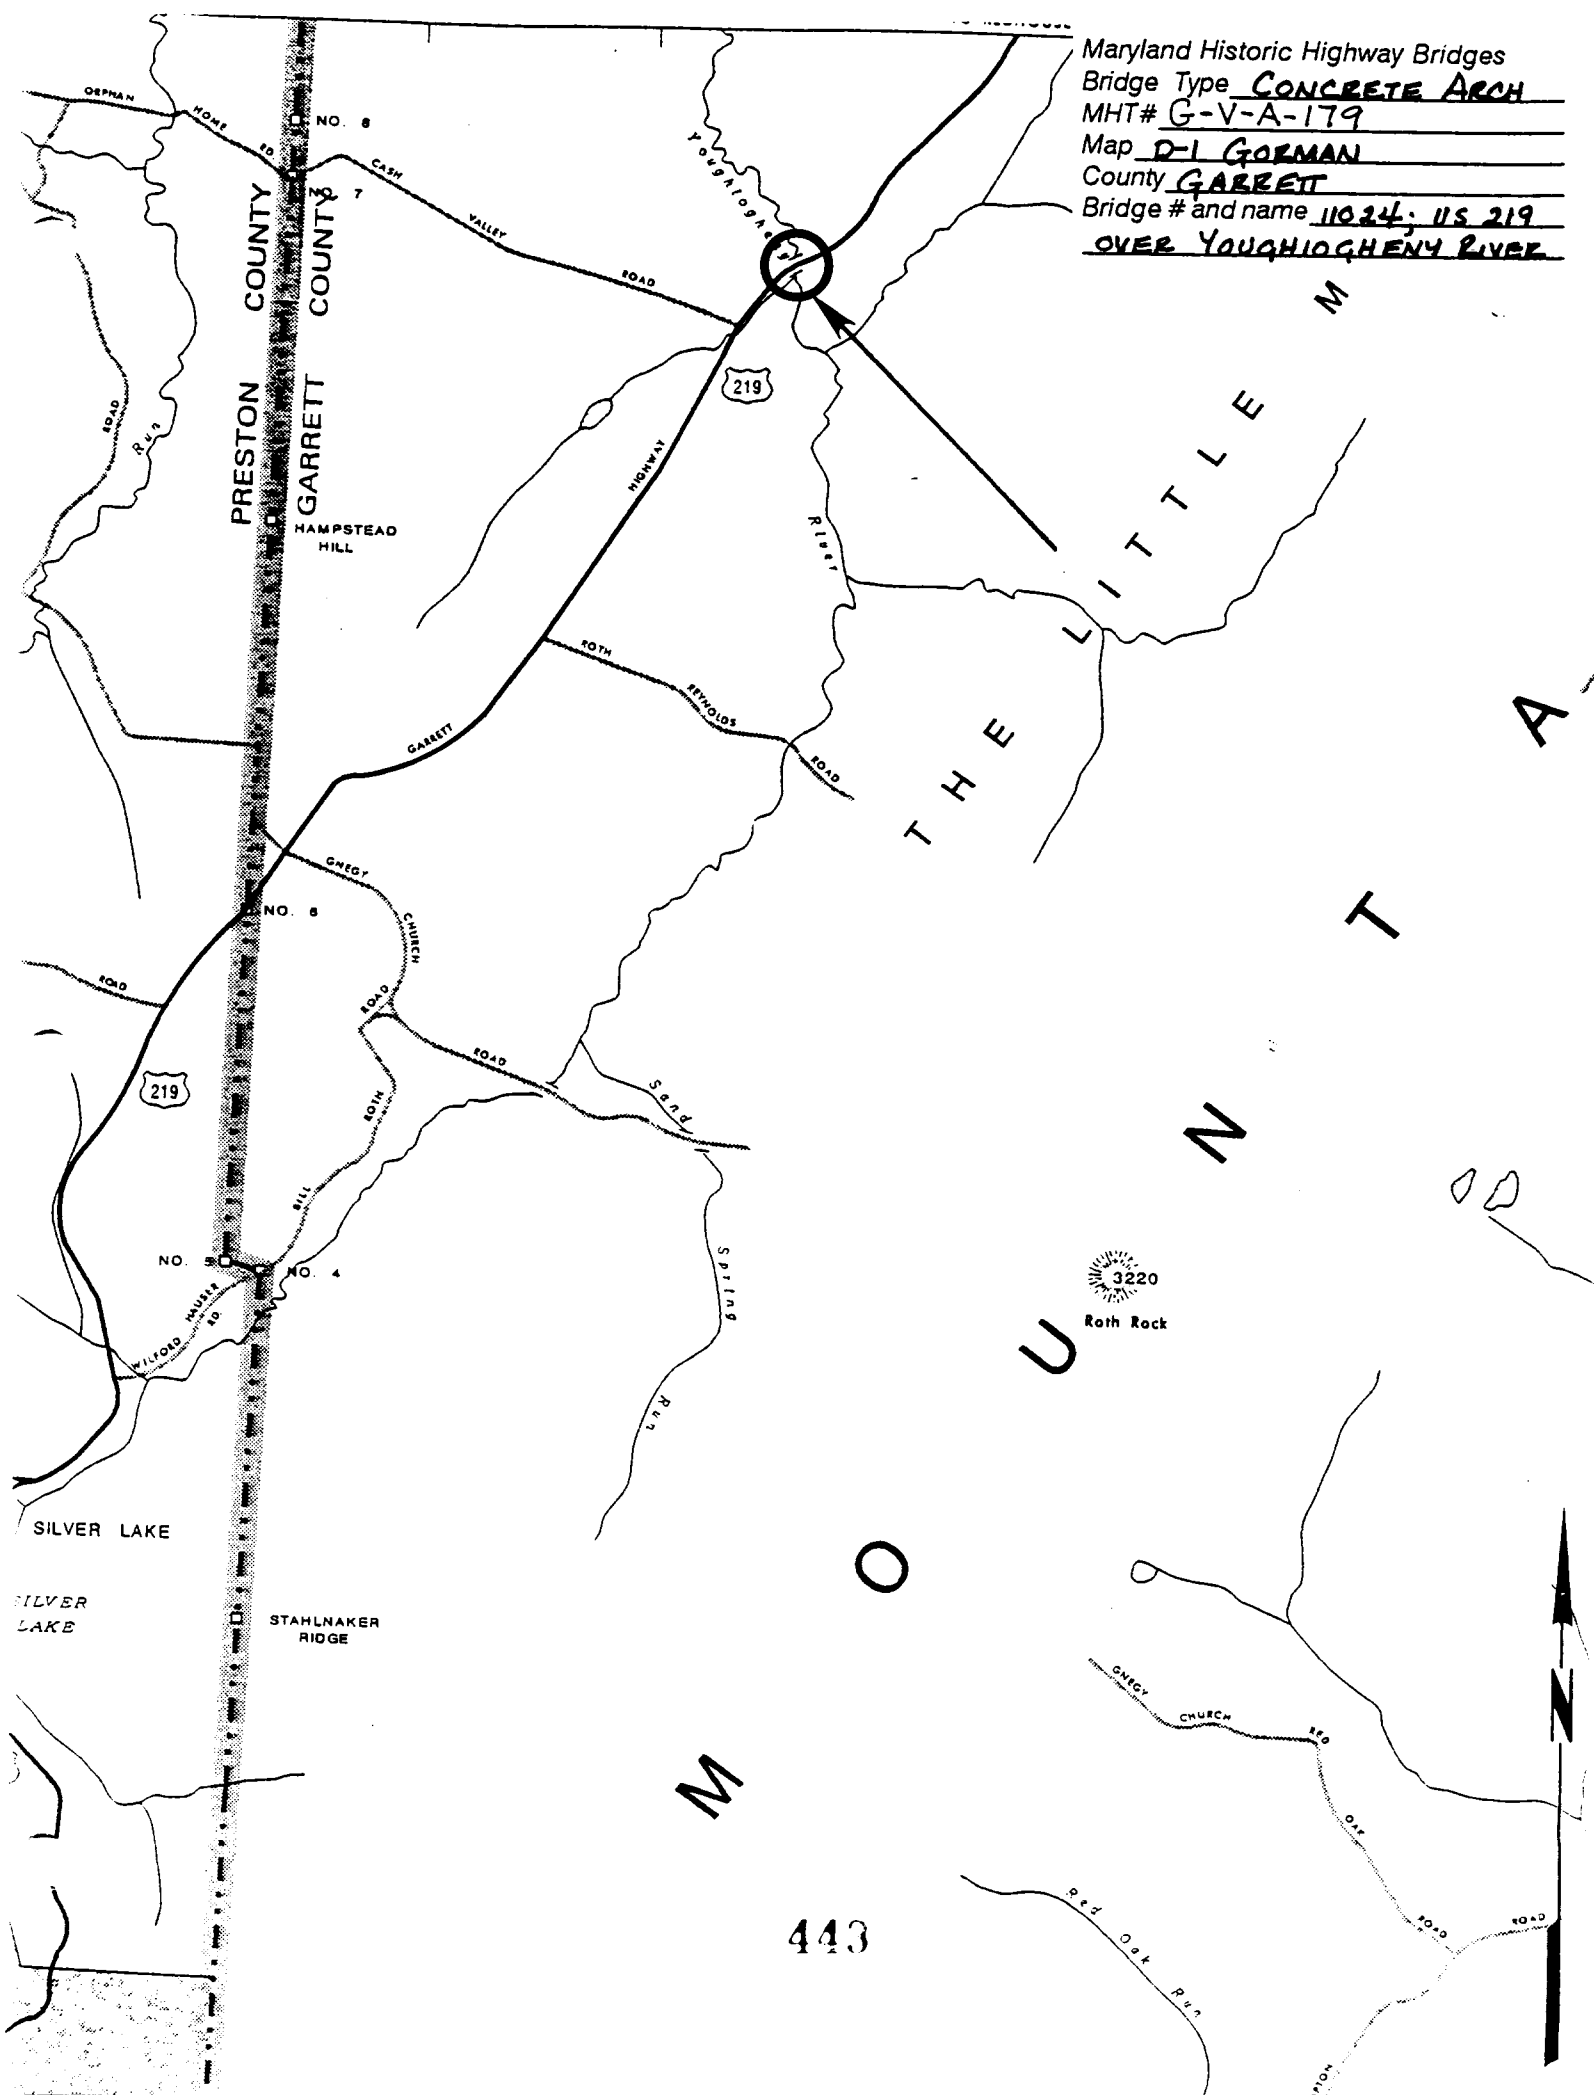 Maryland Historic Highway Bridges
Bridge Type CONCRETE ARCH
MHT# G-V-A-179
Map D-1 GORMAN
County GARRETT
Bridge # and name 11024; US 219
OVER YOUGHIOGHENY RIVER
ORPHAN HOME RD
NO. 8
NO. 7
CASH VALLEY ROAD
Youghiogheny
PRESTON COUNTY
GARRETT COUNTY
ROAD
Run
219
HIGHWAY
HAMPSTEAD
HILL
River
THE LITTLE M
ROTH REYNOLDS ROAD
GARRETT
GNEGY CHURCH ROAD
NO. 6
ROAD
ROAD
219
BILL ROTH
Sand Spring Run
NO. 5
NO. 4
WILFORD HAUSER
RD.
3220
Roth Rock
MOUNTA
SILVER LAKE
SILVER
LAKE
STAHLNAKER
RIDGE
GNEGY CHURCH
RED OAK ROAD
ROAD
N
443
Red Oak Run
PTON